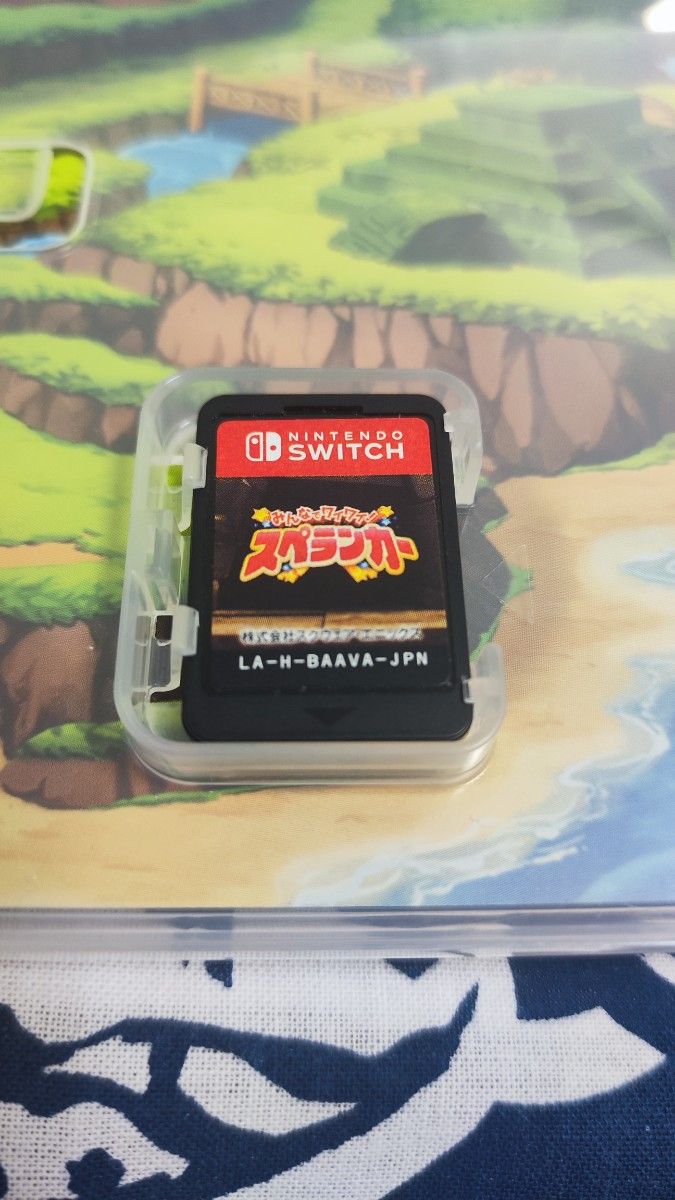 NINTENDO
SWITCH
みんなでワイワイ!
スペランカー
株式会社スクウェア・エニックス
LA-H-BAAVA-JPN